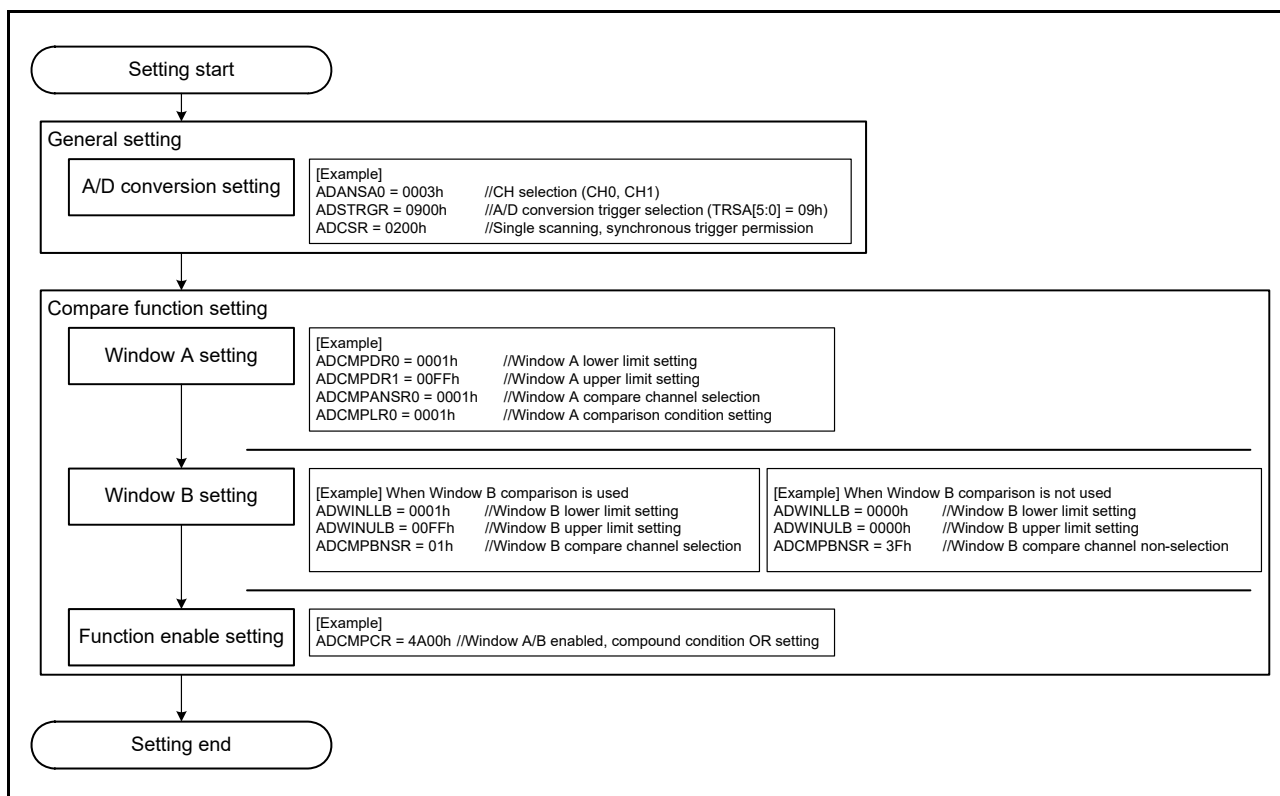 Setting start
General setting
A/D conversion setting
[Example]
ADANSA0 = 0003h //CH selection (CH0, CH1)
ADSTRGR = 0900h //A/D conversion trigger selection (TRSA[5:0] = 09h)
ADCSR = 0200h //Single scanning, synchronous trigger permission
Compare function setting
Window A setting
[Example]
ADCMPDR0 = 0001h //Window A lower limit setting
ADCMPDR1 = 00FFh //Window A upper limit setting
ADCMPANSR0 = 0001h //Window A compare channel selection
ADCMPLR0 = 0001h //Window A comparison condition setting
Window B setting
[Example] When Window B comparison is used
ADWINLLB = 0001h //Window B lower limit setting
ADWINULB = 00FFh //Window B upper limit setting
ADCMPBNSR = 01h //Window B compare channel selection
[Example] When Window B comparison is not used
ADWINLLB = 0000h //Window B lower limit setting
ADWINULB = 0000h //Window B upper limit setting
ADCMPBNSR = 3Fh //Window B compare channel non-selection
Function enable setting
[Example]
ADCMPCR = 4A00h //Window A/B enabled, compound condition OR setting
Setting end